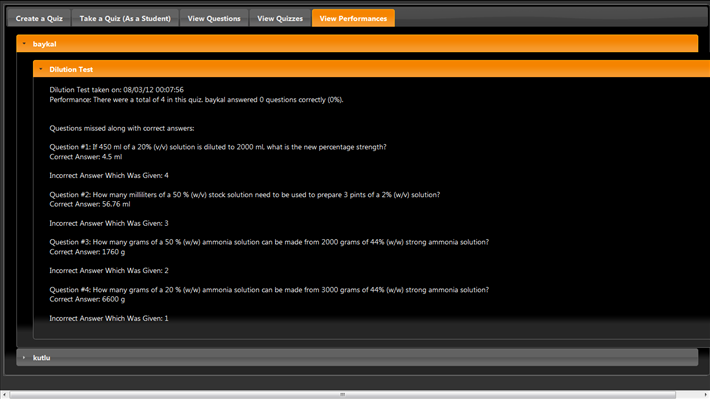 Create a Quiz
Take a Quiz (As a Student)
View Questions
View Quizzes
View Performances
baykal
Dilution Test
Dilution Test taken on: 08/03/12 00:07:56
Performance: There were a total of 4 in this quiz. baykal answered 0 questions correctly (0%).
Questions missed along with correct answers:
Question #1: If 450 ml of a 20% (v/v) solution is diluted to 2000 ml, what is the new percentage strength?
Correct Answer: 4.5 ml
Incorrect Answer Which Was Given: 4
Question #2: How many milliliters of a 50 % (w/v) stock solution need to be used to prepare 3 pints of a 2% (w/v) solution?
Correct Answer: 56.76 ml
Incorrect Answer Which Was Given: 3
Question #3: How many grams of a 50 % (w/w) ammonia solution can be made from 2000 grams of 44% (w/w) strong ammonia solution?
Correct Answer: 1760 g
Incorrect Answer Which Was Given: 2
Question #4: How many grams of a 20 % (w/w) ammonia solution can be made from 3000 grams of 44% (w/w) strong ammonia solution?
Correct Answer: 6600 g
Incorrect Answer Which Was Given: 1
kutlu